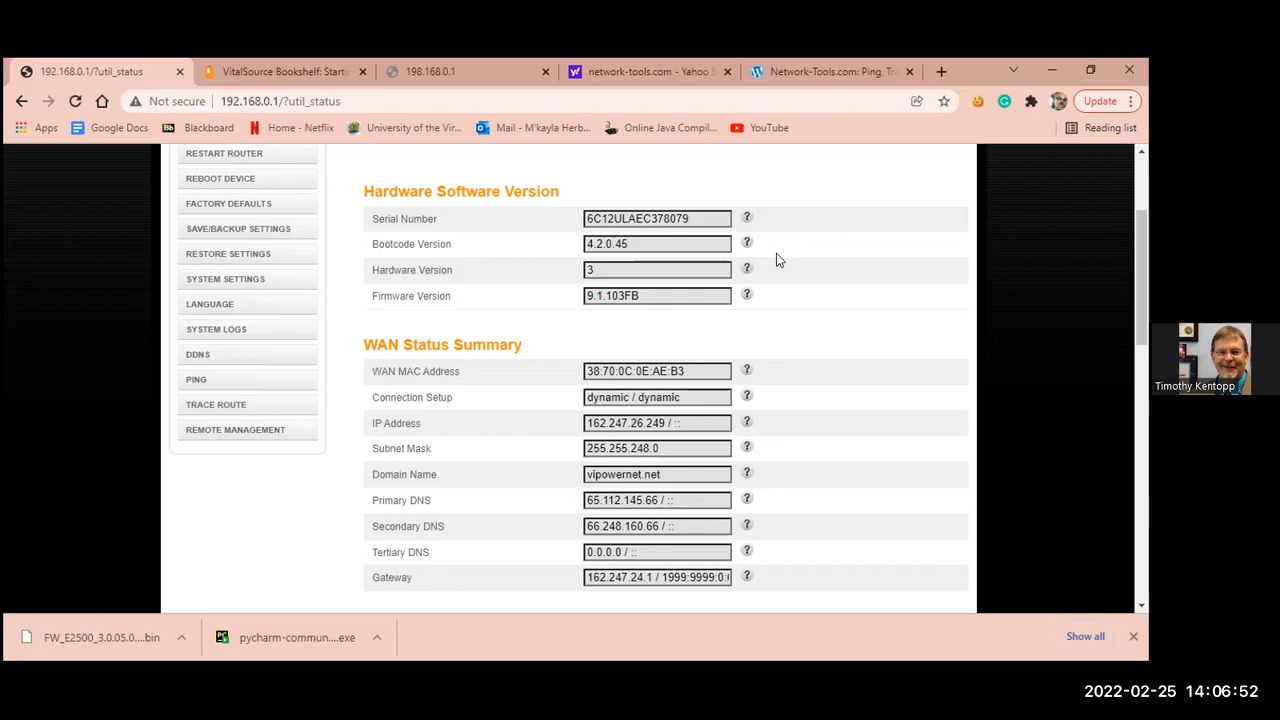 192.168.0.1/?util_status
VitalSource Bookshelf: Startin
198.168.0.1
network-tools.com - Yahoo S
Network-Tools.com: Ping, Tra
Not secure
192.168.0.1/?util_status
Update
Apps
Google Docs
Bb Blackboard
Home - Netflix
University of the Vir...
Mail - M'kayla Herb...
Online Java Compil...
YouTube
Reading list
RESTART ROUTER
REBOOT DEVICE
FACTORY DEFAULTS
SAVE/BACKUP SETTINGS
RESTORE SETTINGS
SYSTEM SETTINGS
LANGUAGE
SYSTEM LOGS
DDNS
PING
TRACE ROUTE
REMOTE MANAGEMENT
Hardware Software Version
Serial Number 6C12ULAEC378079 ?
Bootcode Version 4.2.0.45 ?
Hardware Version 3 ?
Firmware Version 9.1.103FB ?
WAN Status Summary
WAN MAC Address 38:70:0C:0E:AE:B3 ?
Connection Setup dynamic / dynamic ?
IP Address 162.247.26.249 / :: ?
Subnet Mask 255.255.248.0 ?
Domain Name vipowernet.net ?
Primary DNS 65.112.145.66 / :: ?
Secondary DNS 66.248.160.66 / :: ?
Tertiary DNS 0.0.0.0 / :: ?
Gateway 162.247.24.1 / 1999:9999:0: ?
Timothy Kentopp
FW_E2500_3.0.05.0....bin
PC pycharm-commun....exe
Show all
2022-02-25 14:06:52